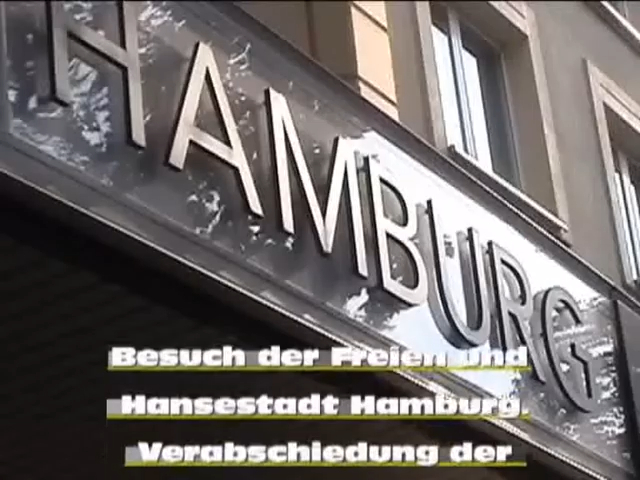 HAMBURG
Besuch der Freien und
Hansestadt Hamburg.
Verabschiedung der